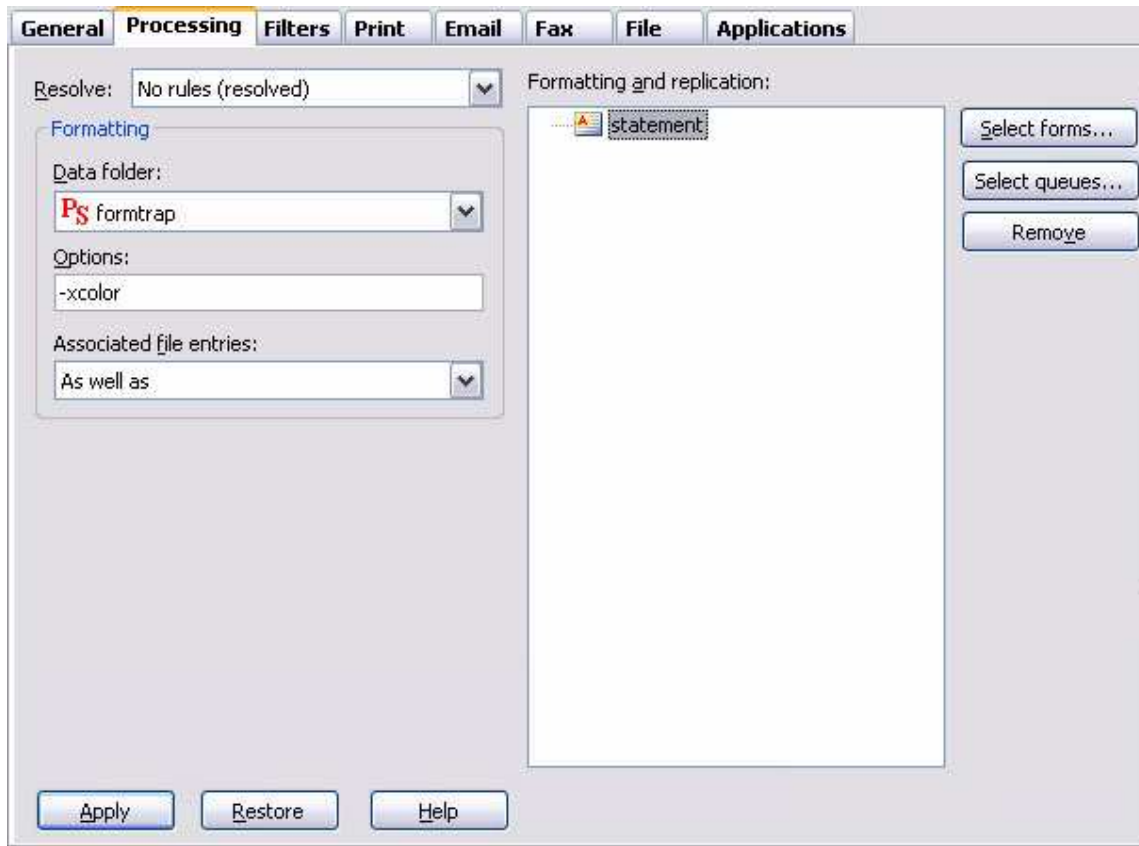 General Processing Filters Print Email Fax File Applications
Resolve: No rules (resolved)
Formatting
Data folder:
PS formtrap
Options:
-xcolor
Associated file entries:
As well as
Formatting and replication:
A statement
Select forms...
Select queues...
Remove
Apply Restore Help